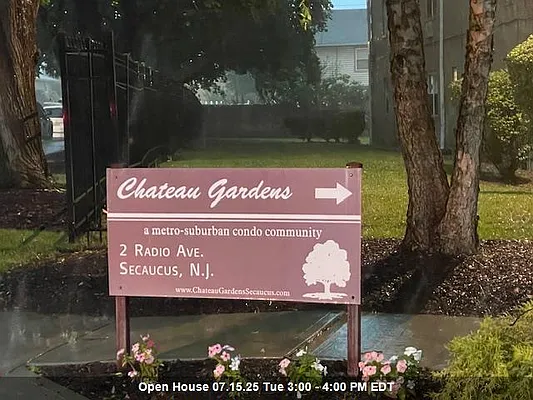 Chateau Gardens
a metro-suburban condo community
2 Radio Ave.
Secaucus, N.J.
www.ChateauGardensSecaucus.com
Open House 07.15.25 Tue 3:00 - 4:00 PM EDT